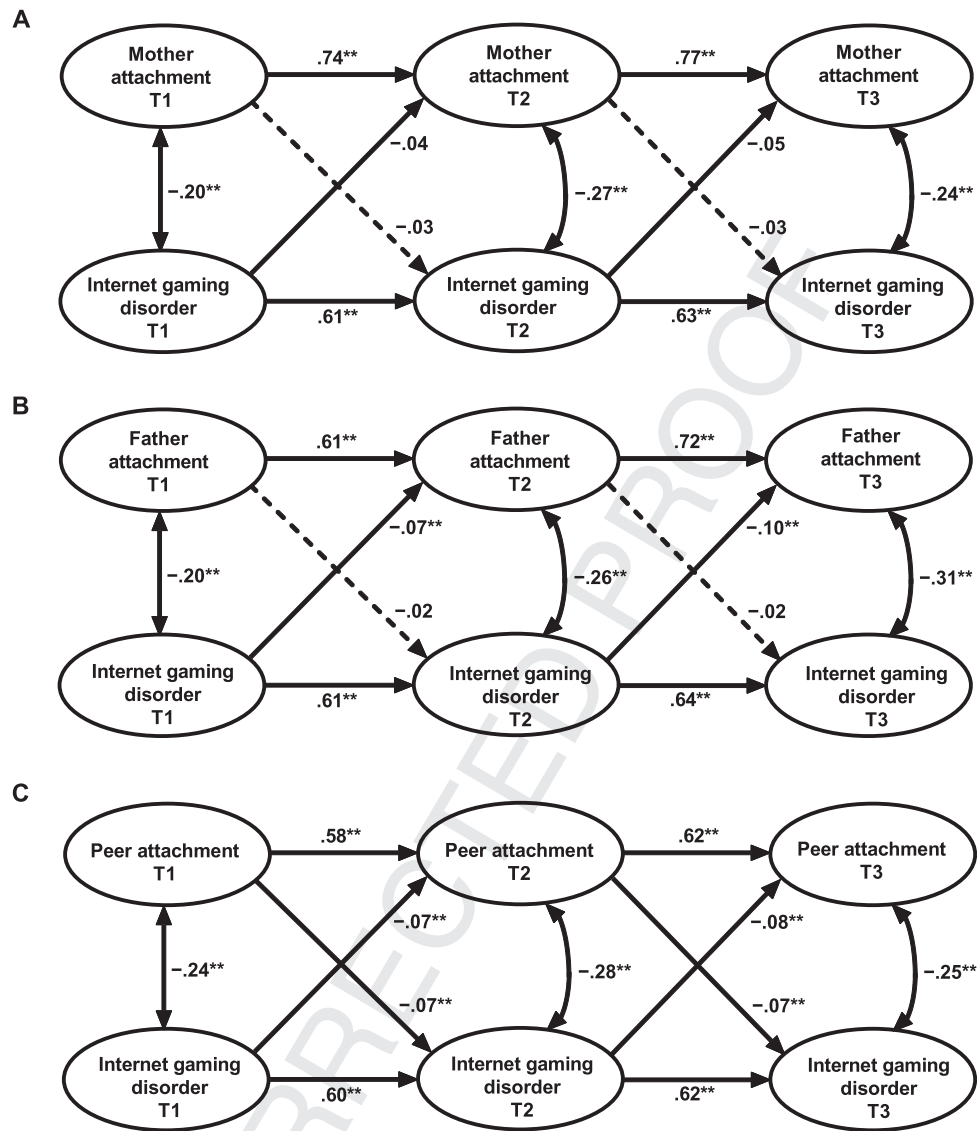 A
Mother
attachment
T1
.74**
Mother
attachment
T2
.77**
Mother
attachment
T3
−.04
−.05
−.20**
−.27**
−.24**
−.03
−.03
Internet gaming
disorder
T1
.61**
Internet gaming
disorder
T2
.63**
Internet gaming
disorder
T3
B
Father
attachment
T1
.61**
Father
attachment
T2
.72**
Father
attachment
T3
−.07**
−.10**
−.20**
−.26**
−.31**
−.02
−.02
Internet gaming
disorder
T1
.61**
Internet gaming
disorder
T2
.64**
Internet gaming
disorder
T3
C
Peer attachment
T1
.58**
Peer attachment
T2
.62**
Peer attachment
T3
−.07**
−.08**
−.24**
−.28**
−.25**
−.07**
−.07**
Internet gaming
disorder
T1
.60**
Internet gaming
disorder
T2
.62**
Internet gaming
disorder
T3
RRECTED PROOF